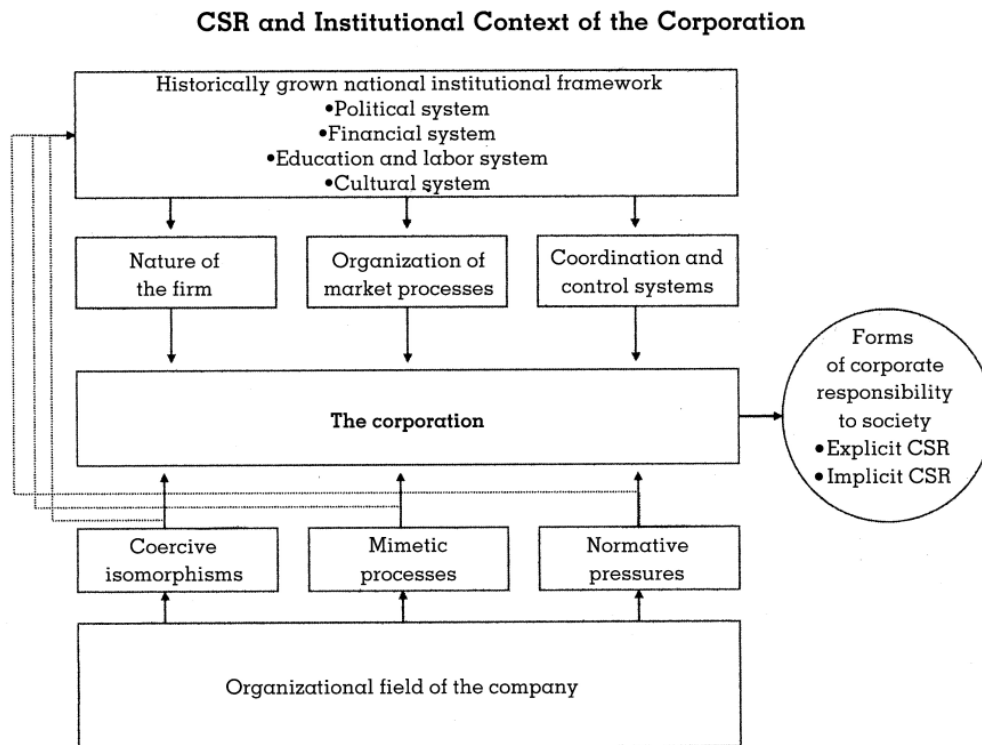 CSR and Institutional Context of the Corporation
Historically grown national institutional framework
•Political system
•Financial system
•Education and labor system
•Cultural system
Nature of
the firm
Organization of
market processes
Coordination and
control systems
Forms
of corporate
responsibility
to society
•Explicit CSR
•Implicit CSR
The corporation
Coercive
isomorphisms
Mimetic
processes
Normative
pressures
Organizational field of the company